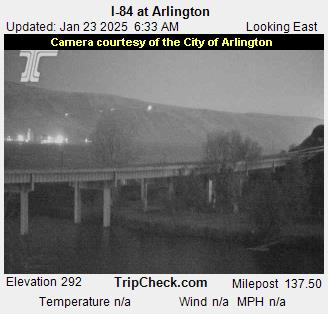 I-84 at Arlington
Updated: Jan 23 2025 6:33 AM Looking East
Camera courtesy of the City of Arlington
Elevation 292 TripCheck.com Milepost 137.50
Temperature n/a Wind n/a MPH n/a